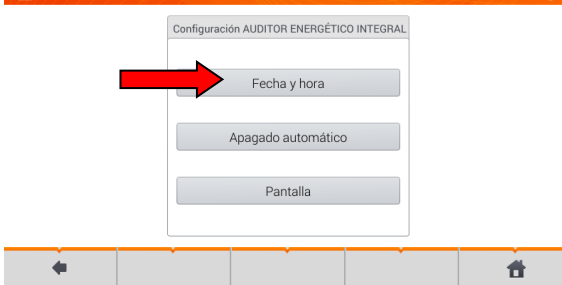 Configuración AUDITOR ENERGÉTICO INTEGRAL
Fecha y hora
Apagado automático
Pantalla